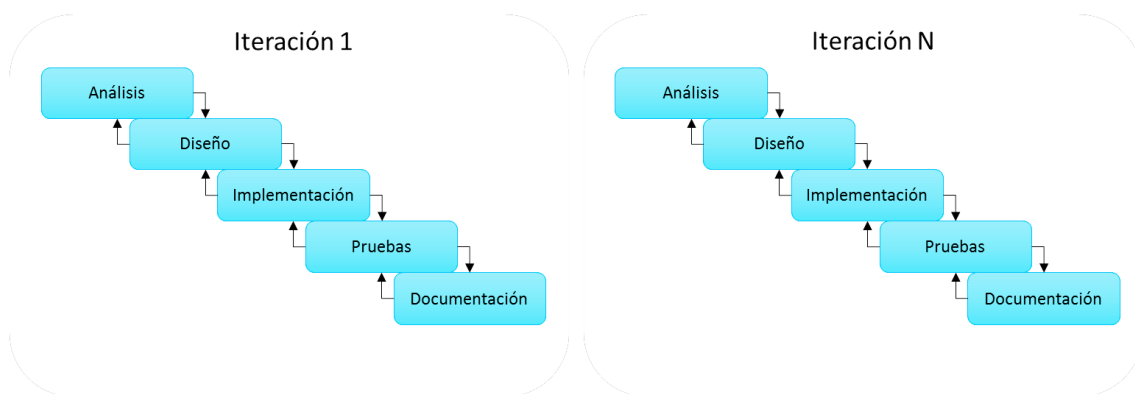 Iteración 1
Análisis
Diseño
Implementación
Pruebas
Documentación
Iteración N
Análisis
Diseño
Implementación
Pruebas
Documentación